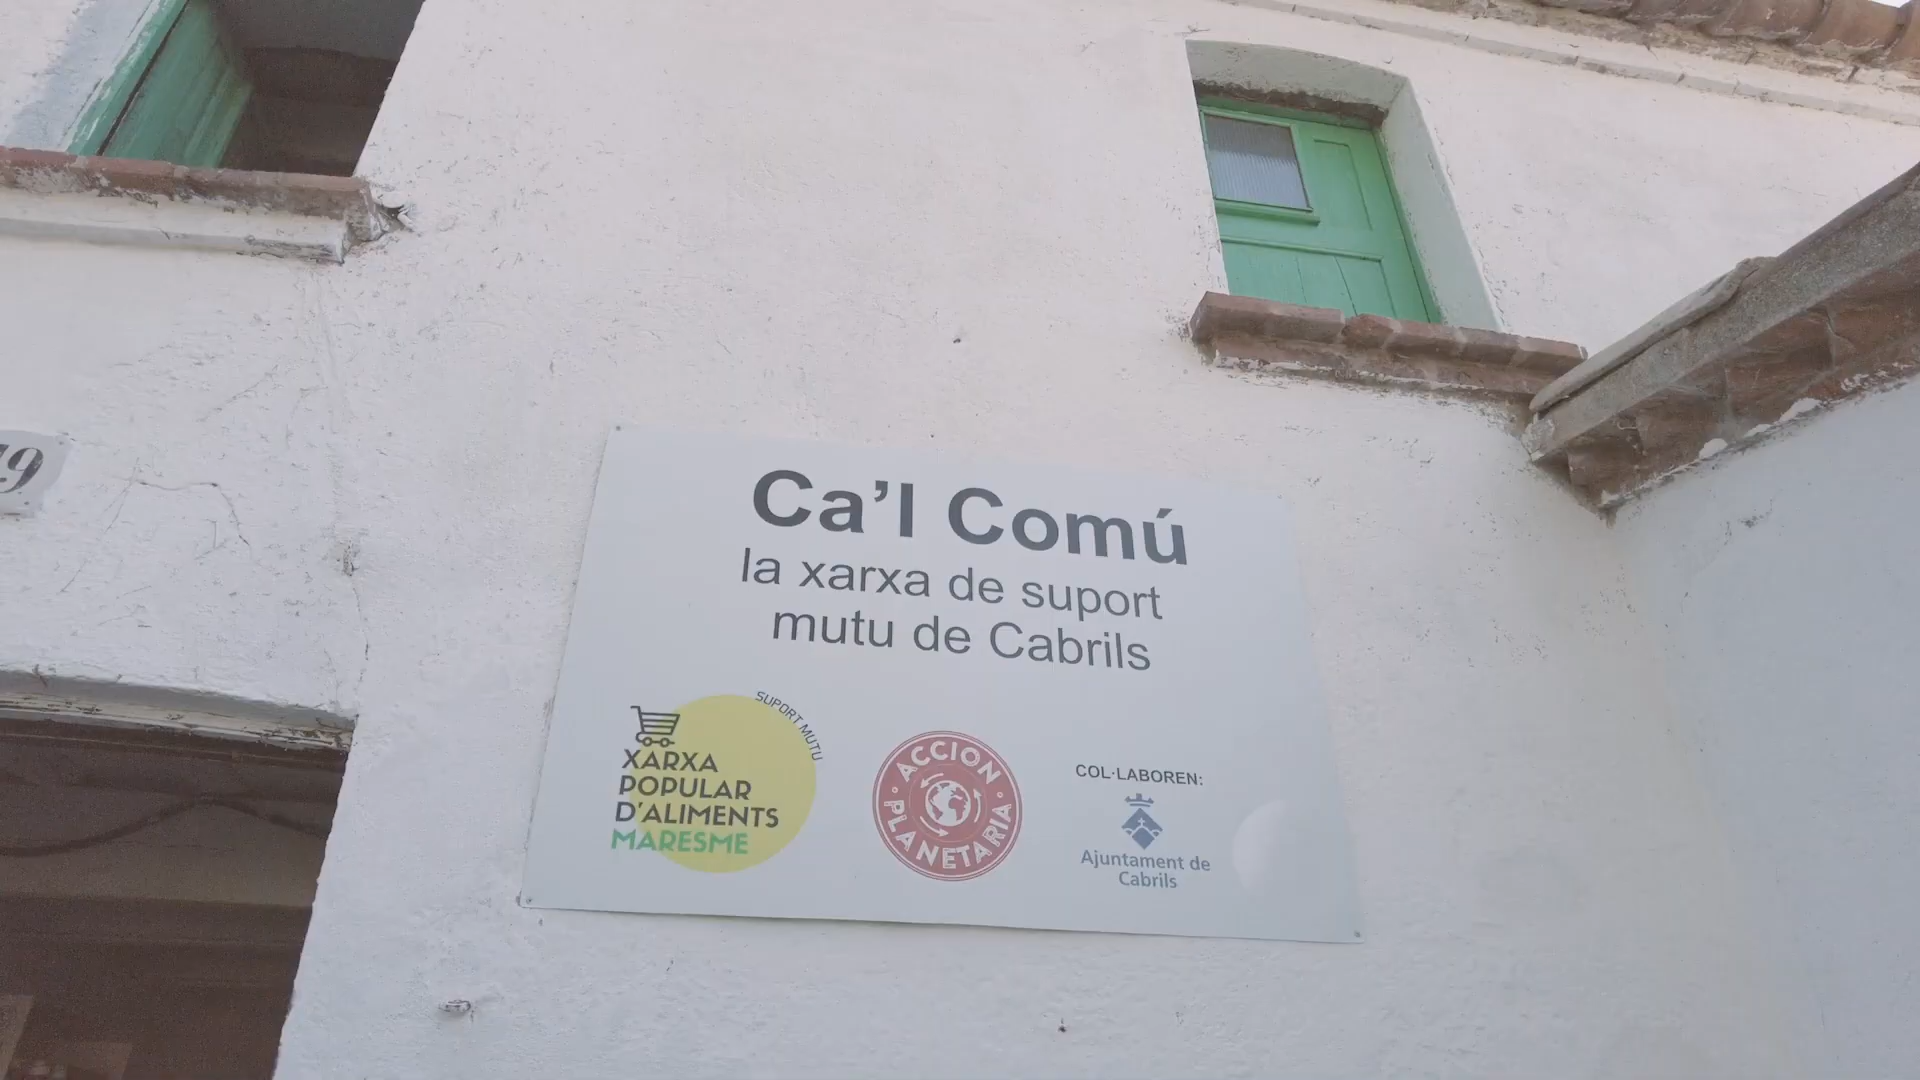 19
Ca'l Comú
la xarxa de suport
mutu de Cabrils
SUPORT MUTU
XARXA
POPULAR
D'ALIMENTS
MARESME
ACCION
PLANETARIA
COL·LABOREN:
Ajuntament de
Cabrils